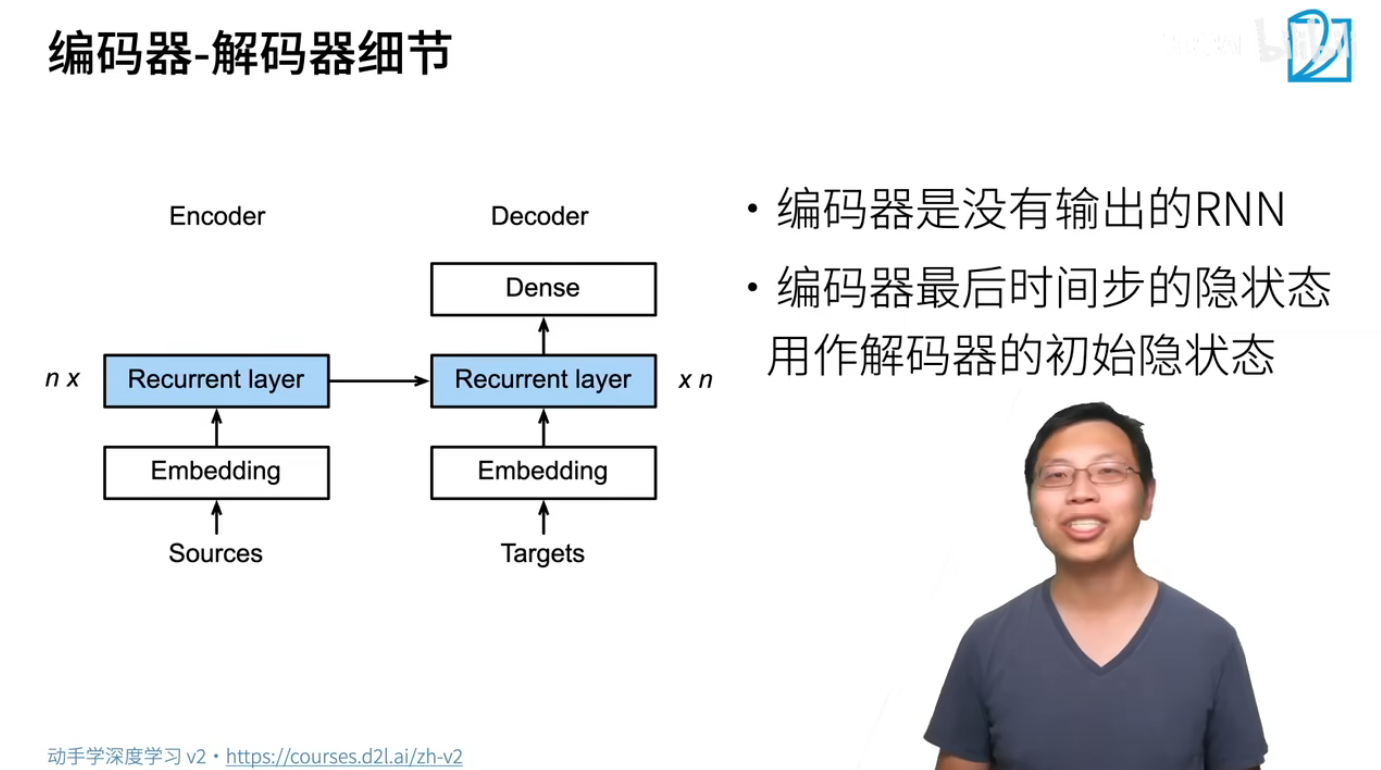 编码器-解码器细节
Encoder
Decoder
Dense
n x
Recurrent layer
Recurrent layer
x n
Embedding
Embedding
Sources
Targets
• 编码器是没有输出的RNN
• 编码器最后时间步的隐状态
用作解码器的初始隐状态
动手学深度学习 v2 • https://courses.d2l.ai/zh-v2